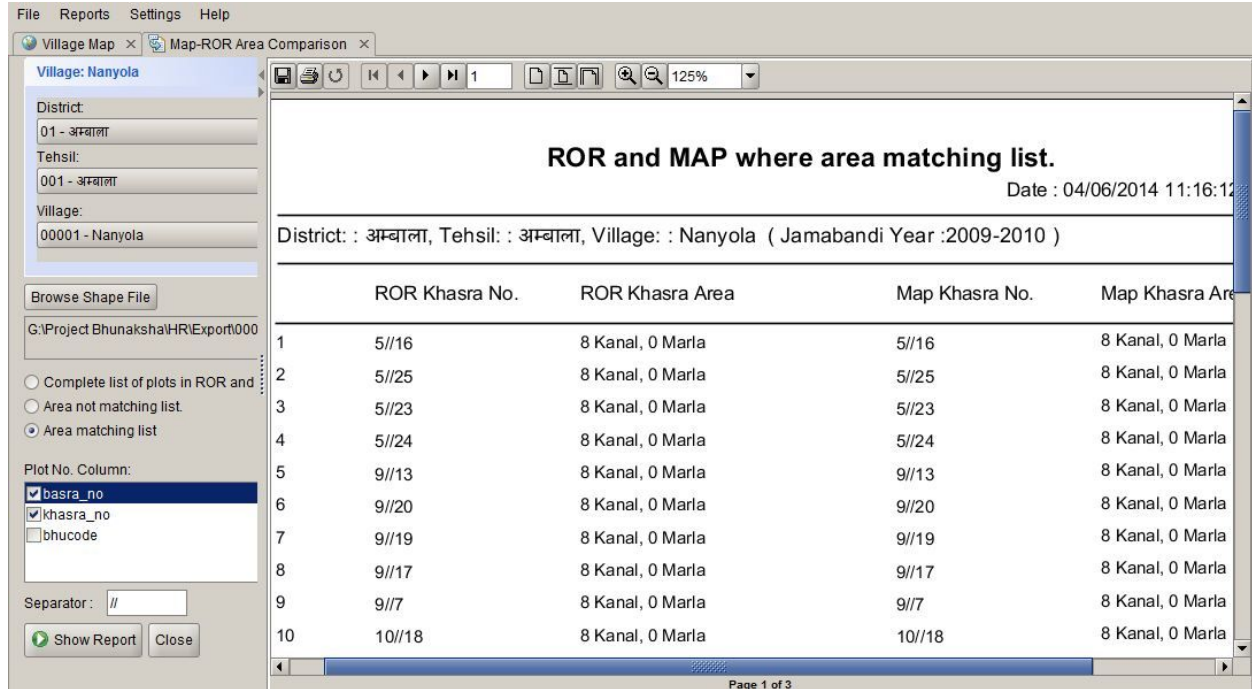 File Reports Settings Help
Village Map Map-ROR Area Comparison
Village: Nanyola
District:
01 - अम्बाला
Tehsil:
001 - अम्बाला
Village:
00001 - Nanyola
Browse Shape File
G:\Project Bhunaksha\HR\Export\000
Complete list of plots in ROR and
Area not matching list.
Area matching list
Plot No. Column:
basra_no
khasra_no
bhucode
Separator : //
Show Report Close
1 125%
ROR and MAP where area matching list.
Date : 04/06/2014 11:16:12
District: : अम्बाला, Tehsil: : अम्बाला, Village: : Nanyola ( Jamabandi Year :2009-2010 )
ROR Khasra No. ROR Khasra Area Map Khasra No. Map Khasra Are
1 5//16 8 Kanal, 0 Marla 5//16 8 Kanal, 0 Marla
2 5//25 8 Kanal, 0 Marla 5//25 8 Kanal, 0 Marla
3 5//23 8 Kanal, 0 Marla 5//23 8 Kanal, 0 Marla
4 5//24 8 Kanal, 0 Marla 5//24 8 Kanal, 0 Marla
5 9//13 8 Kanal, 0 Marla 9//13 8 Kanal, 0 Marla
6 9//20 8 Kanal, 0 Marla 9//20 8 Kanal, 0 Marla
7 9//19 8 Kanal, 0 Marla 9//19 8 Kanal, 0 Marla
8 9//17 8 Kanal, 0 Marla 9//17 8 Kanal, 0 Marla
9 9//7 8 Kanal, 0 Marla 9//7 8 Kanal, 0 Marla
10 10//18 8 Kanal, 0 Marla 10//18 8 Kanal, 0 Marla
Page 1 of 3